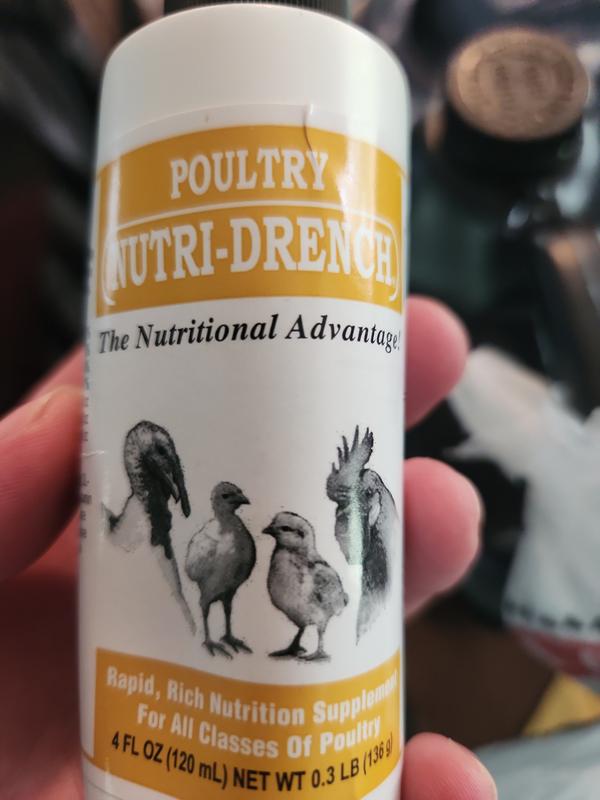 POULTRY
NUTRI-DRENCH
The Nutritional Advantage!
Rapid, Rich Nutrition Supplement
For All Classes Of Poultry
4 FL OZ (120 mL) NET WT 0.3 LB (136 g)